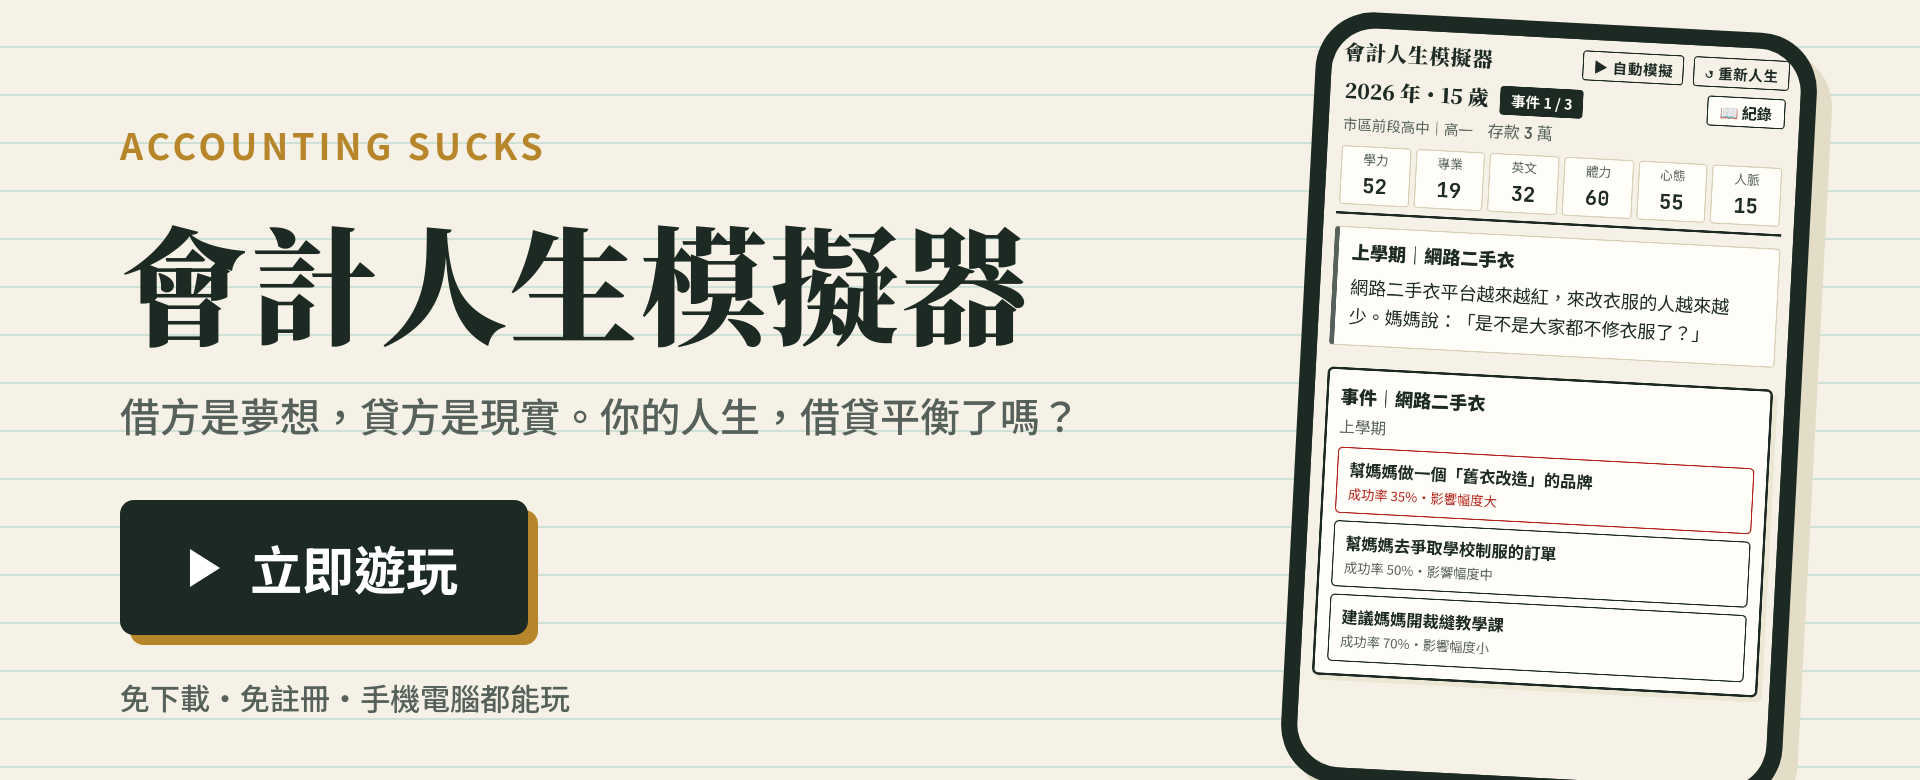 ACCOUNTING SUCKS
會計人生模擬器
借方是夢想，貸方是現實。你的人生，借貸平衡了嗎？
▶ 立即遊玩
免下載・免註冊・手機電腦都能玩
會計人生模擬器
▶ 自動模擬
↺ 重新人生
2026 年・15 歲
事件 1 / 3
📖 紀錄
市區前段高中｜高一 存款 3 萬
學力 專業 英文 體力 心態 人脈
52 19 32 60 55 15
上學期｜網路二手衣
網路二手衣平台越來越紅，來改衣服的人越來越
少。媽媽說：「是不是大家都不修衣服了？」
事件｜網路二手衣
上學期
幫媽媽做一個「舊衣改造」的品牌
成功率 35%・影響幅度大
幫媽媽去爭取學校制服的訂單
成功率 50%・影響幅度中
建議媽媽開裁縫教學課
成功率 70%・影響幅度小